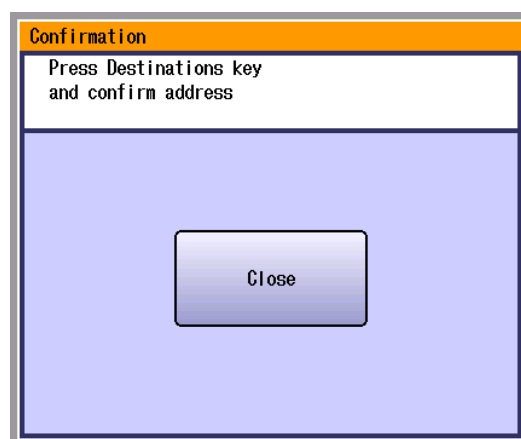 Confirmation
Press Destinations key
and confirm address
Close